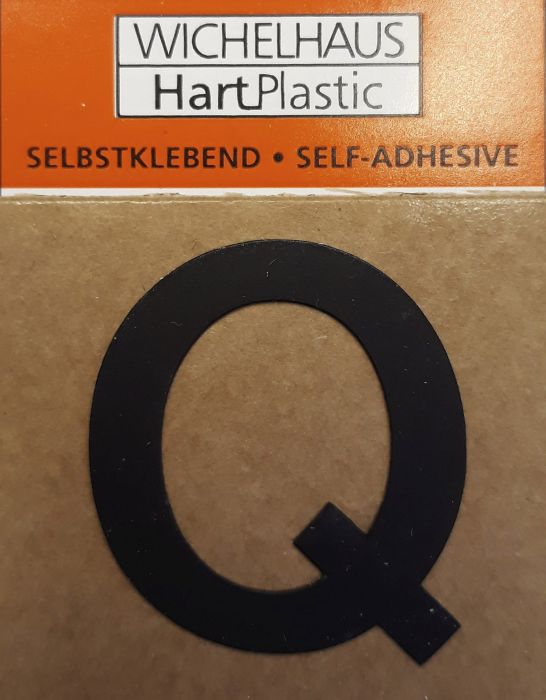 WICHELHAUS
HartPlastic
SELBSTKLEBEND • SELF-ADHESIVE
Q